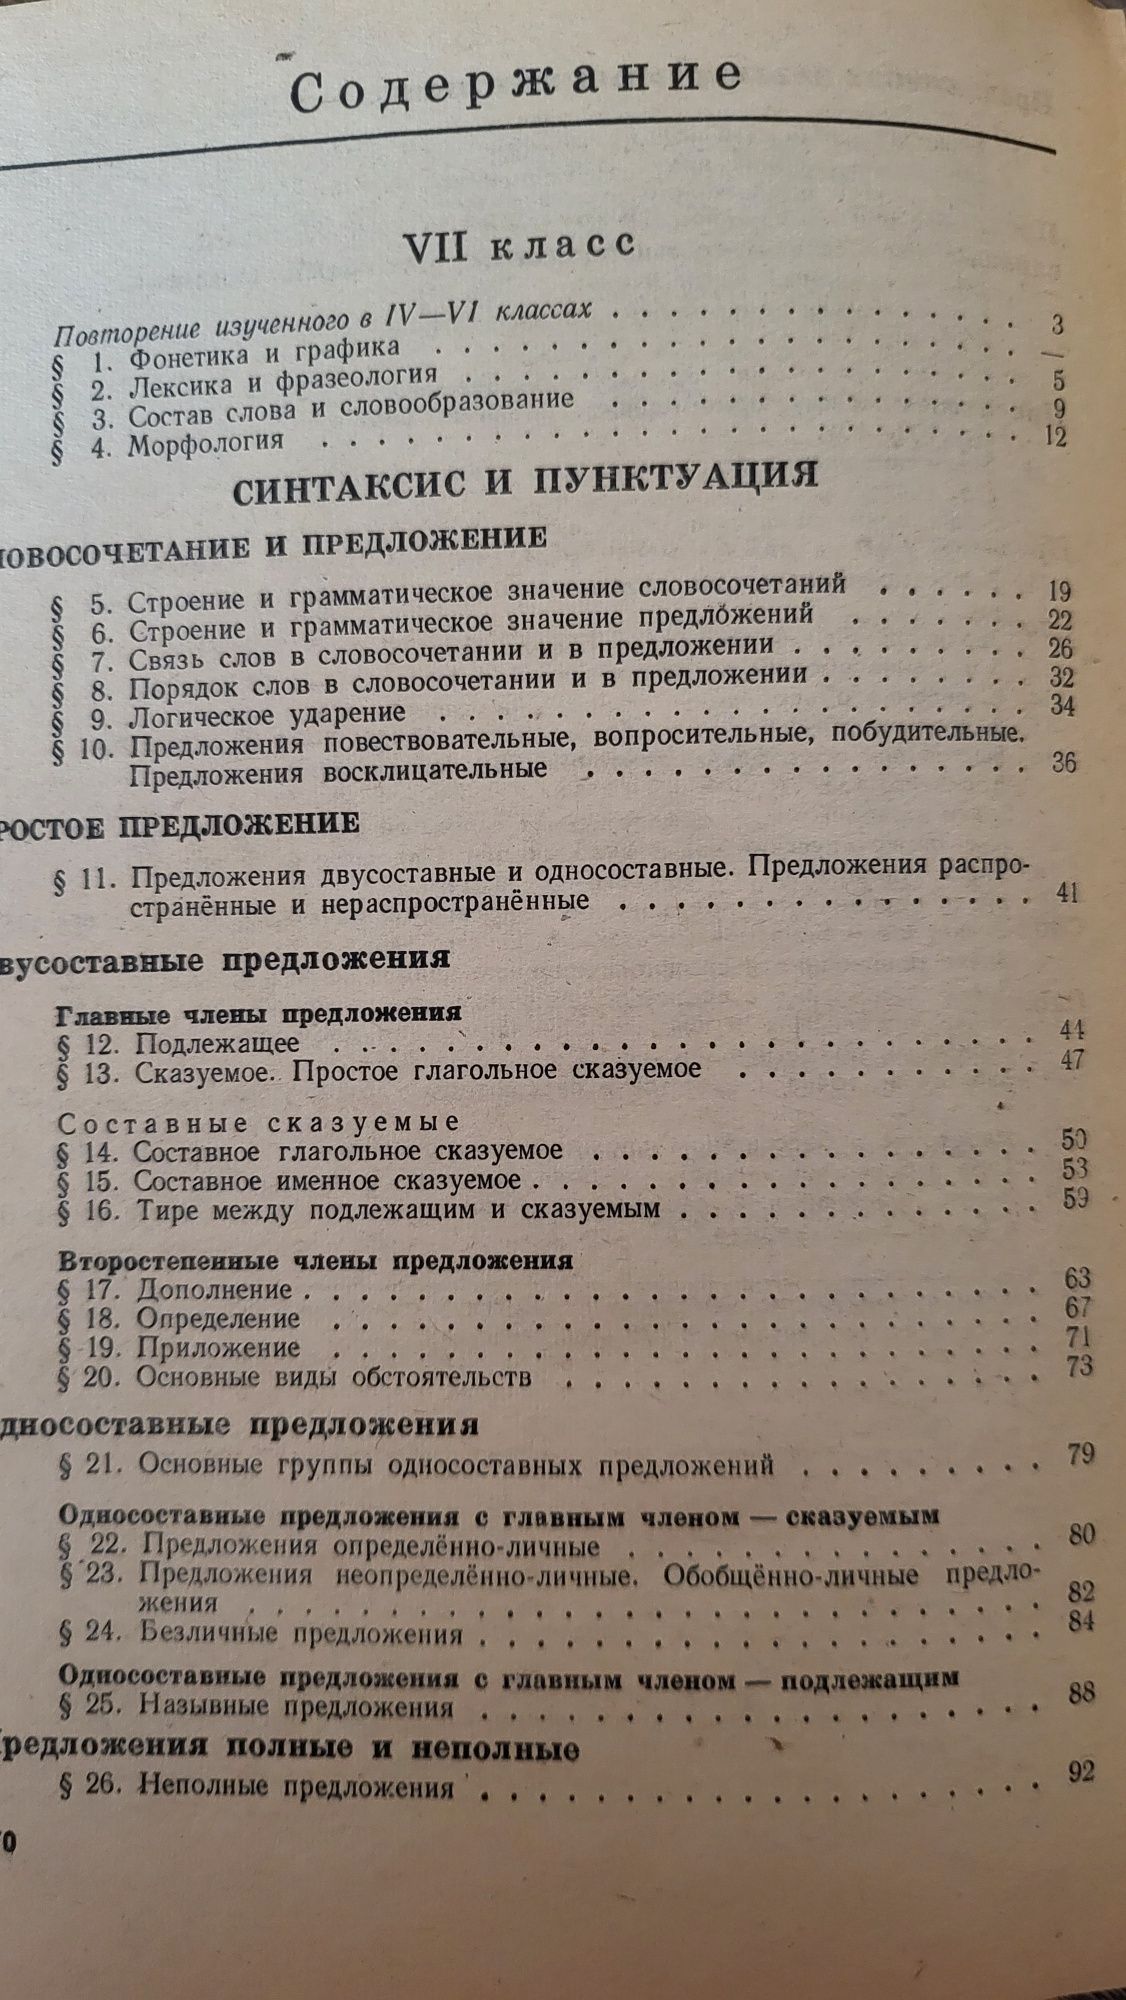 Содержание
VII класс
Повторение изученного в IV—VI классах . . . . . . . . . . . . . . 3
§ 1. Фонетика и графика . . . . . . . . . . . . . . . . . . . . —
§ 2. Лексика и фразеология . . . . . . . . . . . . . . . . . . . 5
§ 3. Состав слова и словообразование . . . . . . . . . . . . . . 9
§ 4. Морфология . . . . . . . . . . . . . . . . . . . . . . . . 12
СИНТАКСИС И ПУНКТУАЦИЯ
ЛОВОСОЧЕТАНИЕ И ПРЕДЛОЖЕНИЕ
§ 5. Строение и грамматическое значение словосочетаний . . . . . . 19
§ 6. Строение и грамматическое значение предложений . . . . . . . 22
§ 7. Связь слов в словосочетании и в предложении . . . . . . . . 26
§ 8. Порядок слов в словосочетании и в предложении . . . . . . . 32
§ 9. Логическое ударение . . . . . . . . . . . . . . . . . . . . 34
§ 10. Предложения повествовательные, вопросительные, побудительные.
Предложения восклицательные . . . . . . . . . . . . . . . . 36
РОСТОЕ ПРЕДЛОЖЕНИЕ
§ 11. Предложения двусоставные и односоставные. Предложения распро-
странённые и нераспространённые . . . . . . . . . . . . . . . 41
вусоставные предложения
Главные члены предложения
§ 12. Подлежащее . . . . . . . . . . . . . . . . . . . . . . . . 44
§ 13. Сказуемое. Простое глагольное сказуемое . . . . . . . . . . . 47
Составные сказуемые
§ 14. Составное глагольное сказуемое . . . . . . . . . . . . . . . 50
§ 15. Составное именное сказуемое . . . . . . . . . . . . . . . . . 53
§ 16. Тире между подлежащим и сказуемым . . . . . . . . . . . . . 59
Второстепенные члены предложения
§ 17. Дополнение . . . . . . . . . . . . . . . . . . . . . . . . . 63
§ 18. Определение . . . . . . . . . . . . . . . . . . . . . . . . 67
§ 19. Приложение . . . . . . . . . . . . . . . . . . . . . . . . 71
§ 20. Основные виды обстоятельств . . . . . . . . . . . . . . . . 73
дносоставные предложения
§ 21. Основные группы односоставных предложений . . . . . . . . . 79
Односоставные предложения с главным членом — сказуемым
§ 22. Предложения определённо-личные . . . . . . . . . . . . . . . 80
§ 23. Предложения неопределённо-личные. Обобщённо-личные предло-
жения . . . . . . . . . . . . . . . . . . . . . . . . . . . 82
§ 24. Безличные предложения . . . . . . . . . . . . . . . . . . . 84
Односоставные предложения с главным членом — подлежащим
§ 25. Назывные предложения . . . . . . . . . . . . . . . . . . . . 88
редложения полные и неполные
§ 26. Неполные предложения . . . . . . . . . . . . . . . . . . . . 92
0